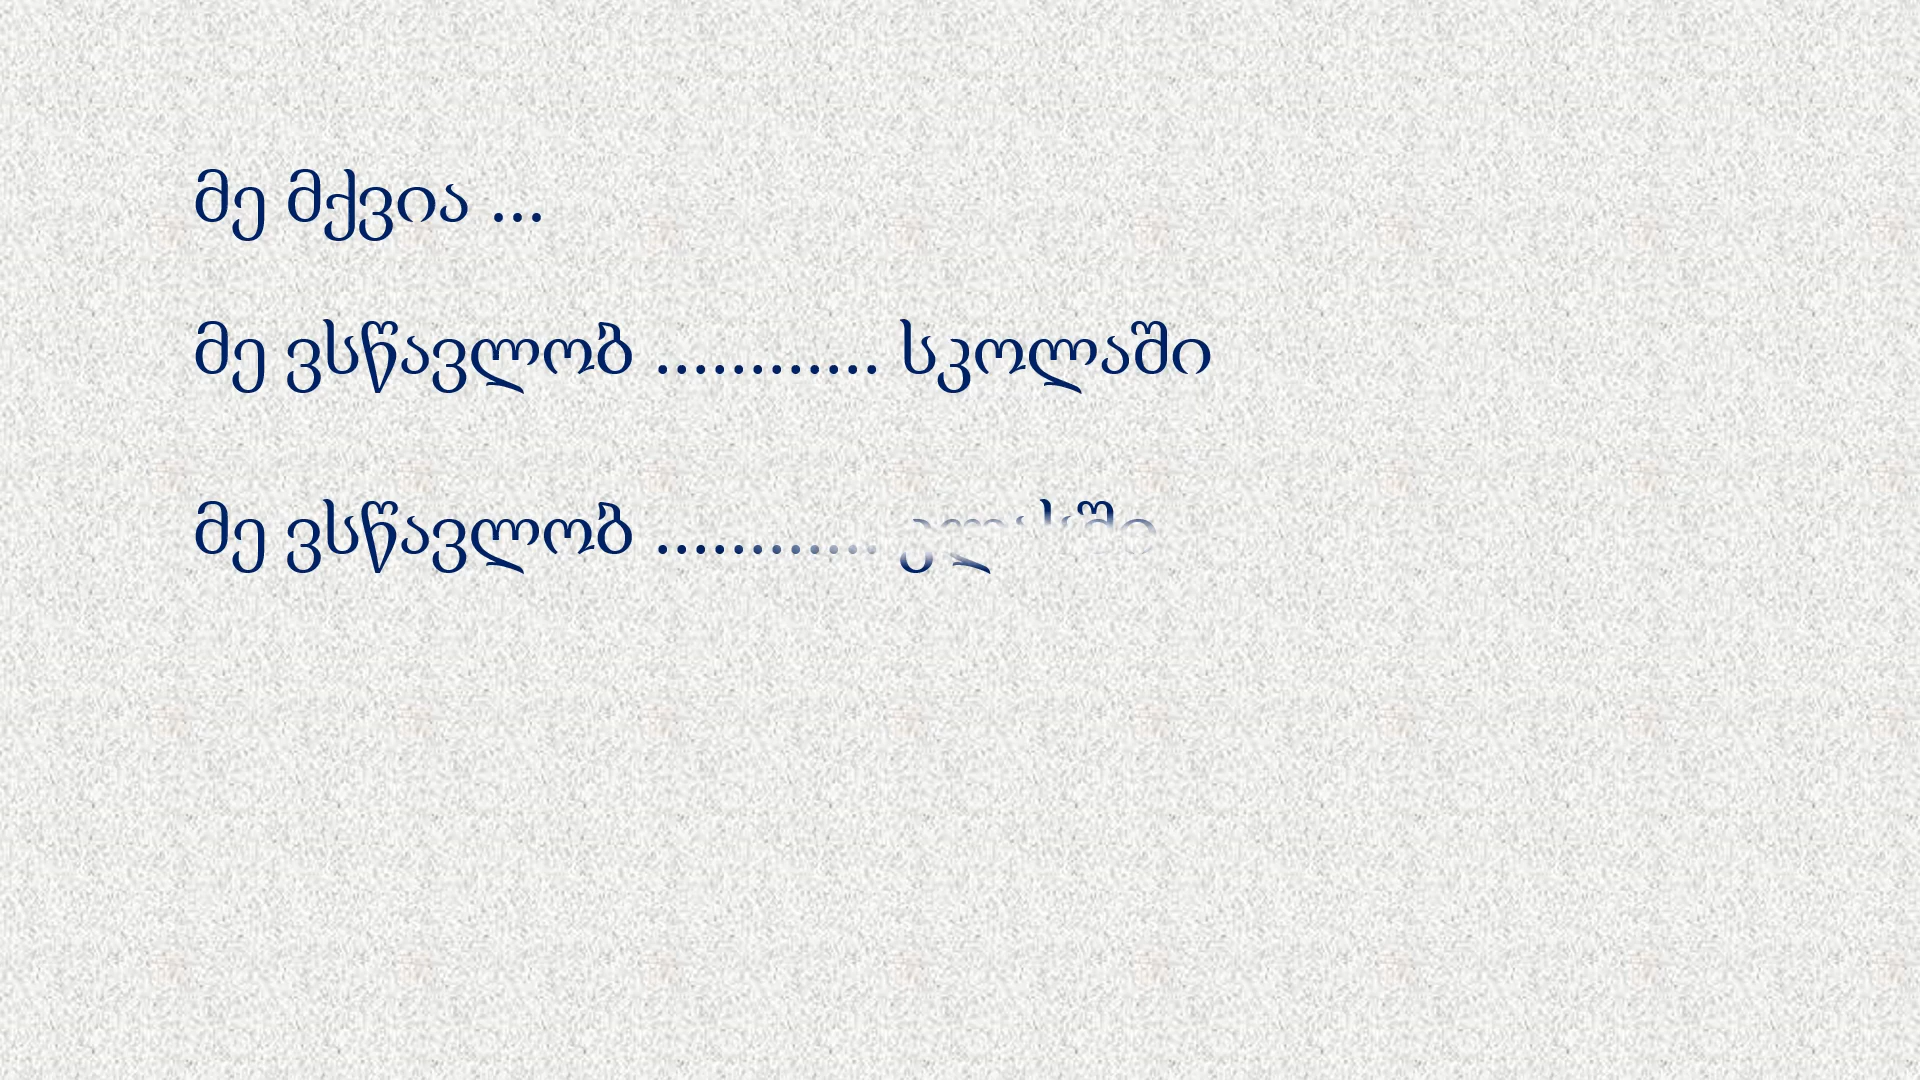 მე მქვია ...
მე ვსწავლობ ............ სკოლაში
მე ვსწავლობ ............